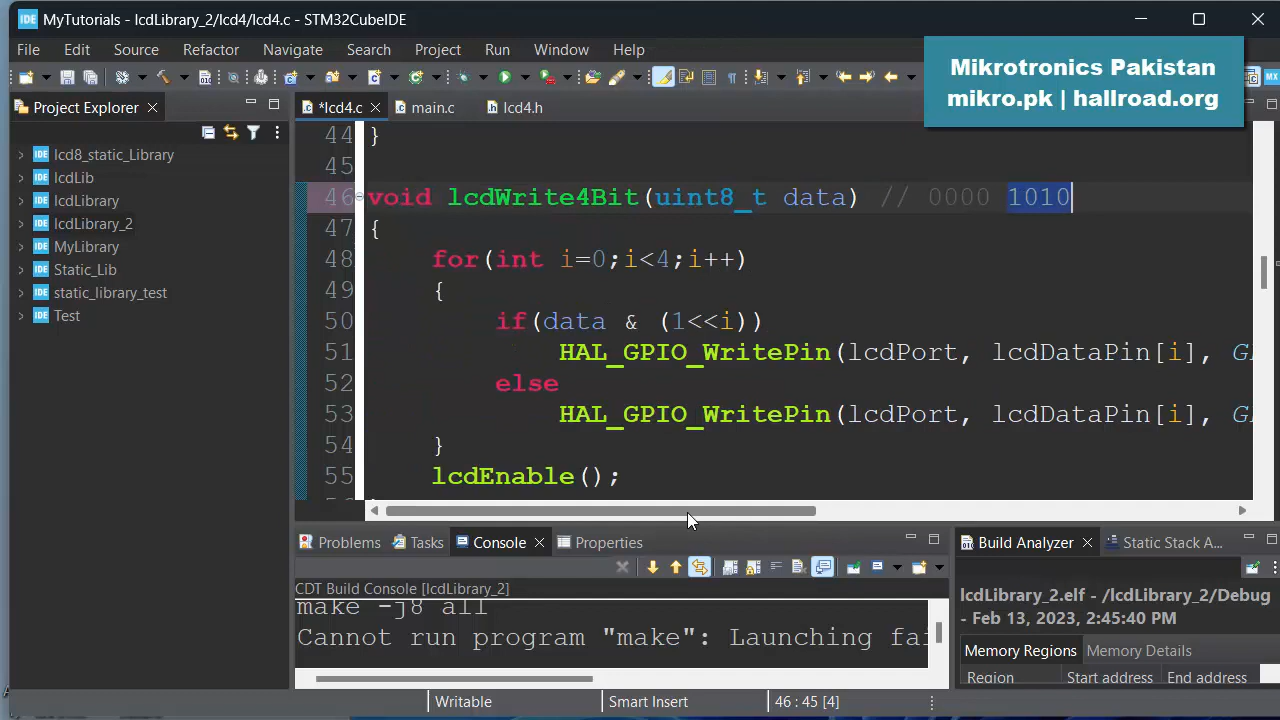 MyTutorials - lcdLibrary_2/lcd4/lcd4.c - STM32CubeIDE
File Edit Source Refactor Navigate Search Project Run Window Help
Mikrotronics Pakistan
mikro.pk | hallroad.org
Project Explorer
lcd8_static_Library
lcdLib
lcdLibrary
lcdLibrary_2
MyLibrary
Static_Lib
static_library_test
Test
*lcd4.c main.c lcd4.h
44 }
45
46 void lcdWrite4Bit(uint8_t data) // 0000 1010
47 {
48 for(int i=0;i<4;i++)
49 {
50 if(data & (1<<i))
51 HAL_GPIO_WritePin(lcdPort, lcdDataPin[i],
52 else
53 HAL_GPIO_WritePin(lcdPort, lcdDataPin[i],
54 }
55 lcdEnable();
Problems Tasks Console Properties
CDT Build Console [lcdLibrary_2]
make -j8 all
Cannot run program "make": Launching
Build Analyzer Static Stack A...
lcdLibrary_2.elf - /lcdLibrary_2/Debug
- Feb 13, 2023, 2:45:40 PM
Memory Regions Memory Details
Region Start address End address
Writable Smart Insert 46 : 45 [4]